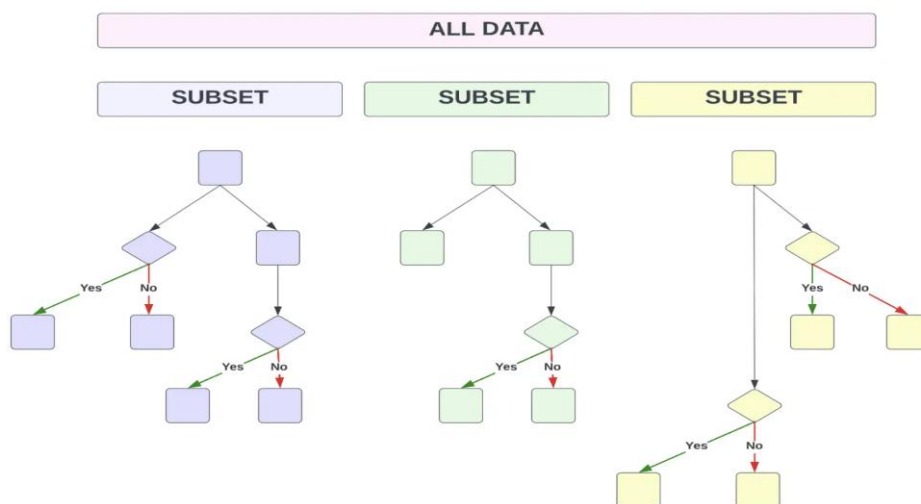 ALL DATA
SUBSET SUBSET SUBSET
Yes No Yes No
Yes No Yes No
Yes No